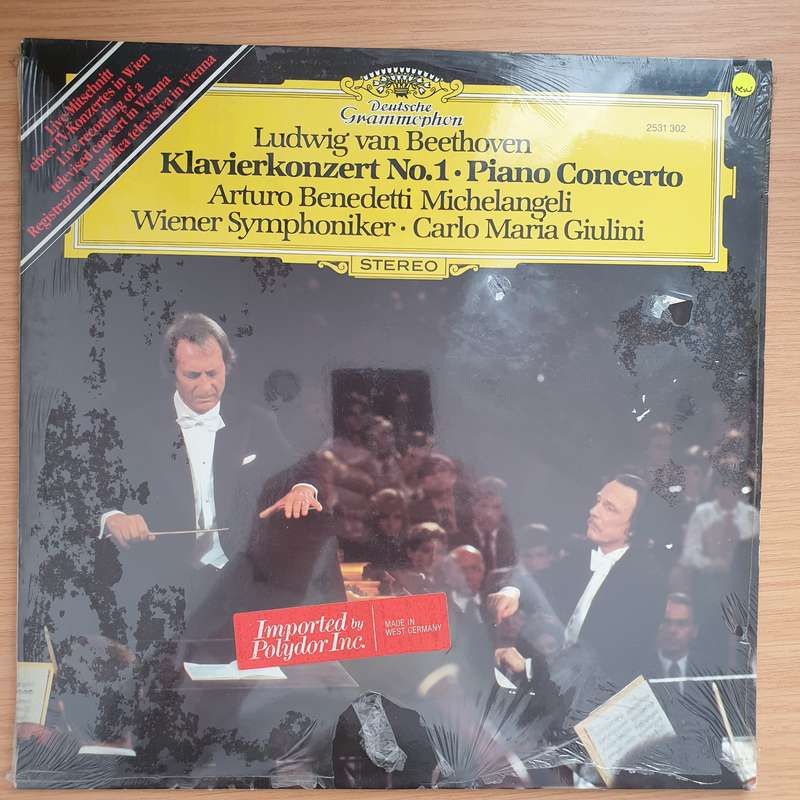 Live-Mitschnitt
eines TV-Konzertes in Wien
Live recording of a
televised concert in Vienna
Registrazione pubblica televisiva in Vienna
Deutsche
Grammophon
2531 302
new
Ludwig van Beethoven
Klavierkonzert No.1 · Piano Concerto
Arturo Benedetti Michelangeli
Wiener Symphoniker · Carlo Maria Giulini
STEREO
Imported by
Polydor Inc.
MADE IN
WEST GERMANY